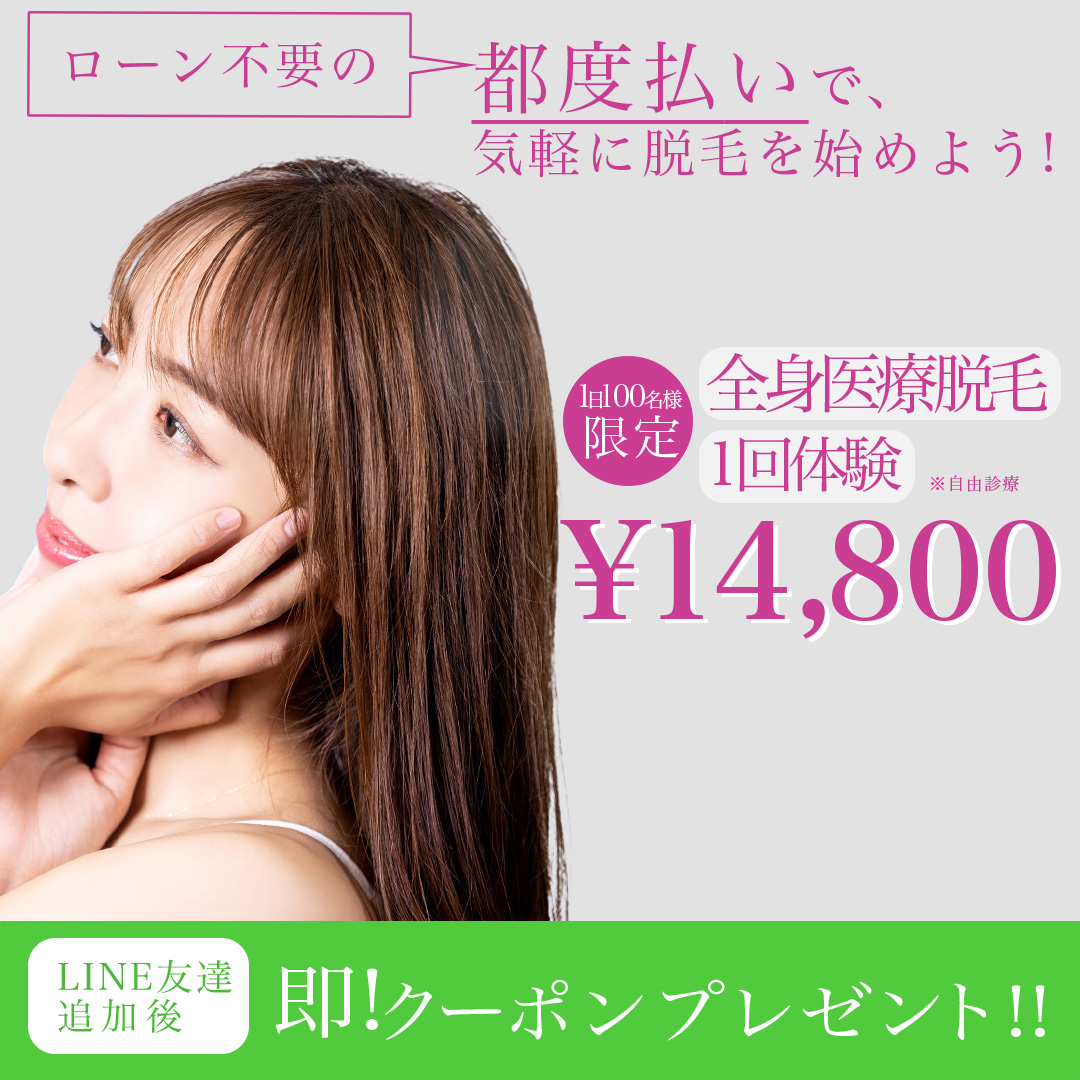 ローン不要の
都度払いで、
気軽に脱毛を始めよう!
1日100名様
限定
全身医療脱毛
1回体験
※自由診療
¥14,800
LINE友達
追加後
即!クーポンプレゼント!!